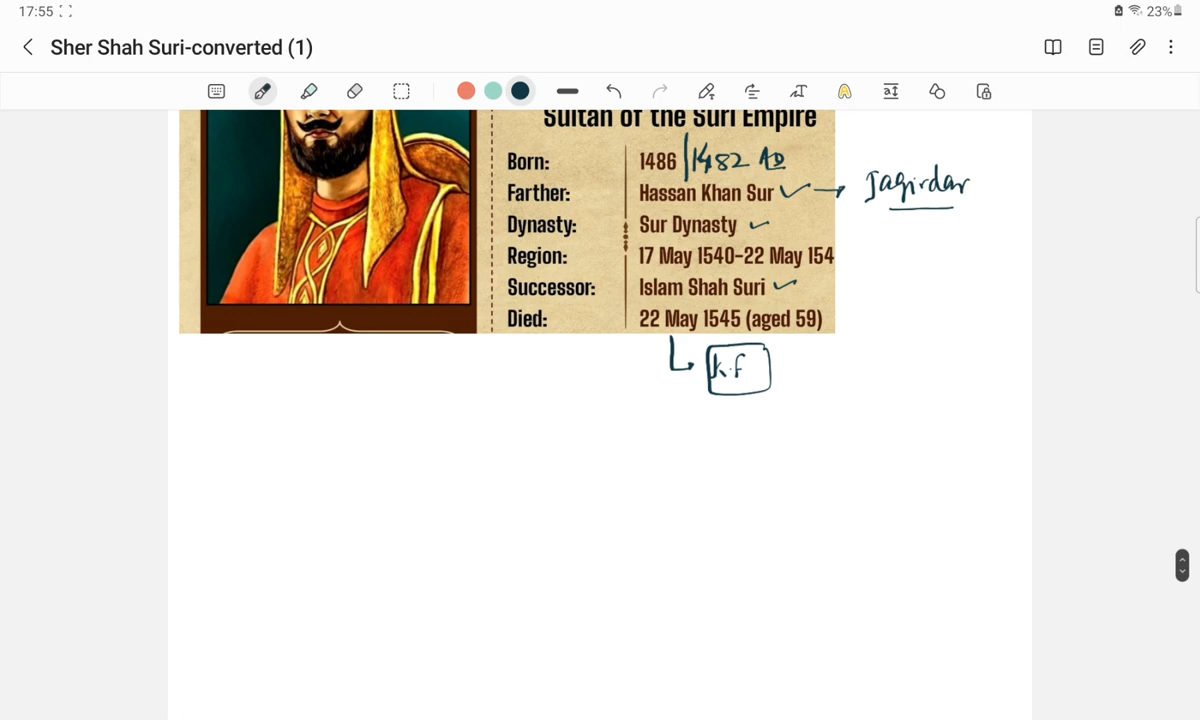 17:55 23%
Sher Shah Suri-converted (1)
Sultan of the Suri Empire
Born: 1486 /1482 AD
Farther: Hassan Khan Sur → Jagirdar
Dynasty: Sur Dynasty
Region: 17 May 1540-22 May 154
Successor: Islam Shah Suri
Died: 22 May 1545 (aged 59)
K.f